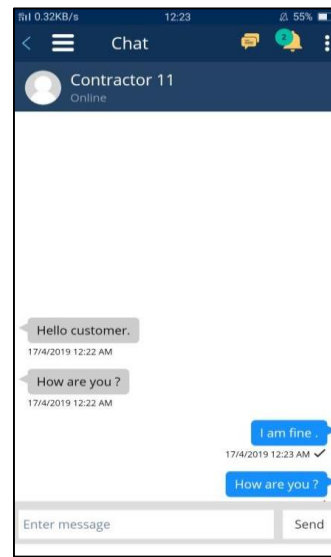 0.32KB/s 12:23 55%
Chat
2
Contractor 11
Online
Hello customer.
17/4/2019 12:22 AM
How are you ?
17/4/2019 12:22 AM
I am fine .
17/4/2019 12:23 AM
How are you ?
Enter message Send